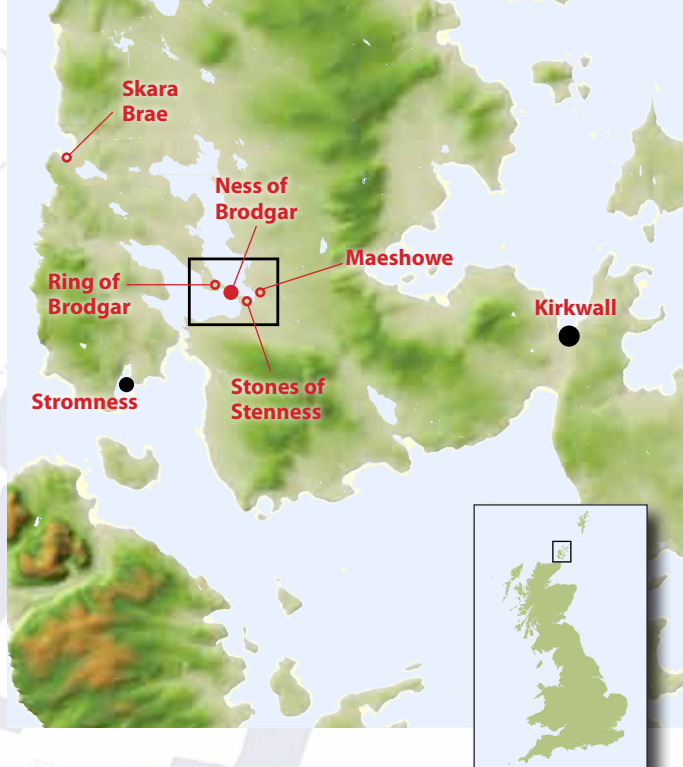 Skara
Brae
Ness of
Brodgar
Maeshowe
Ring of
Brodgar
Kirkwall
Stones of
Stenness
Stromness